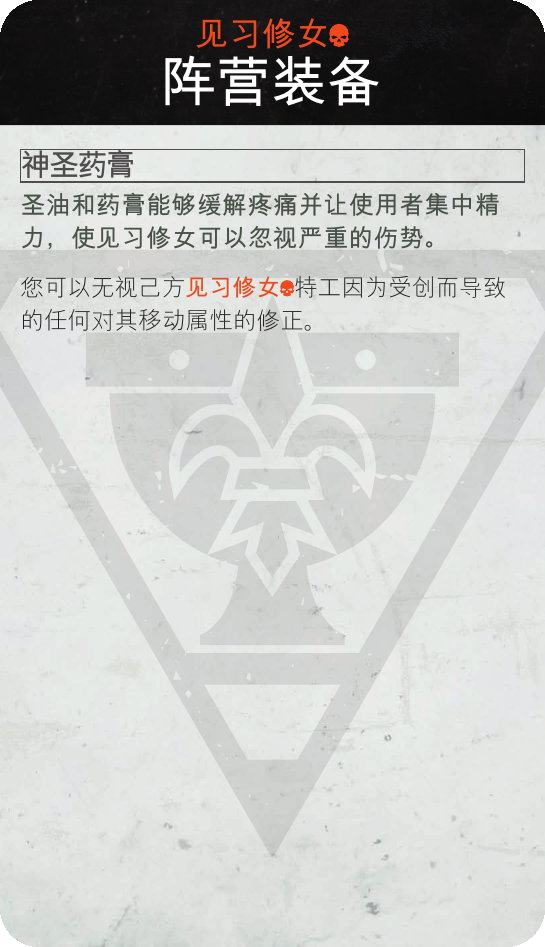 见习修女
阵营装备
神圣药膏
圣油和药膏能够缓解疼痛并让使用者集中精
力，使见习修女可以忽视严重的伤势。
您可以无视己方见习修女特工因为受创而导致
的任何对其移动属性的修正。